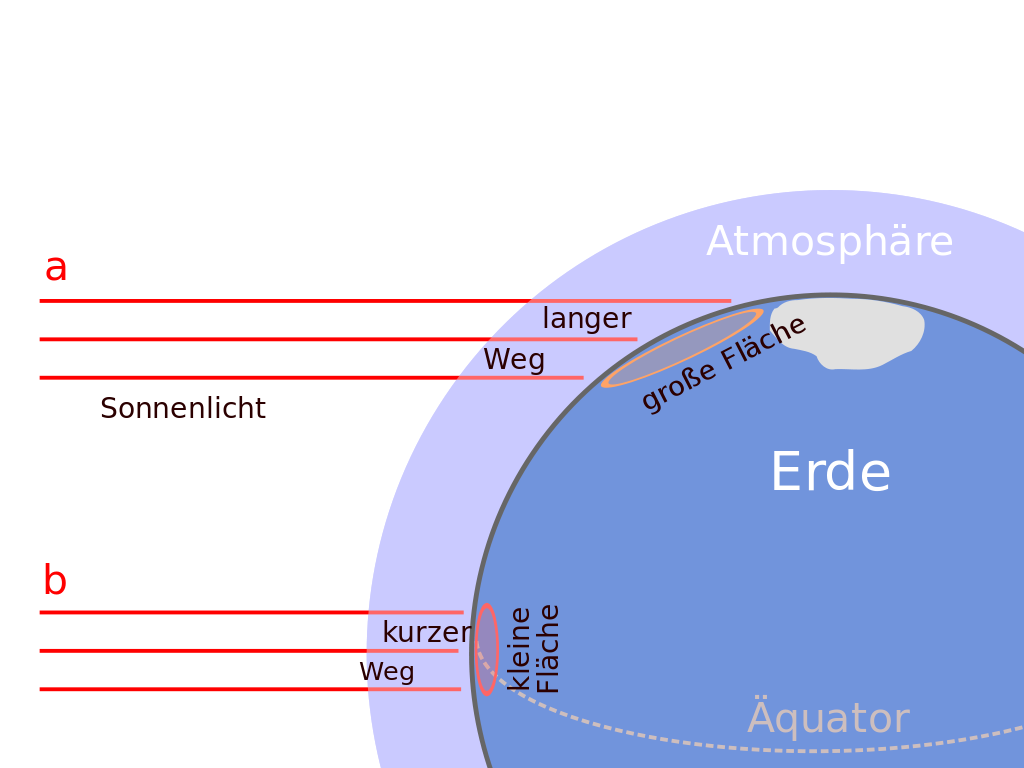 Atmosphäre
a
langer
Weg
große Fläche
Sonnenlicht
Erde
b
kurzer
Weg
kleine
Fläche
Äquator